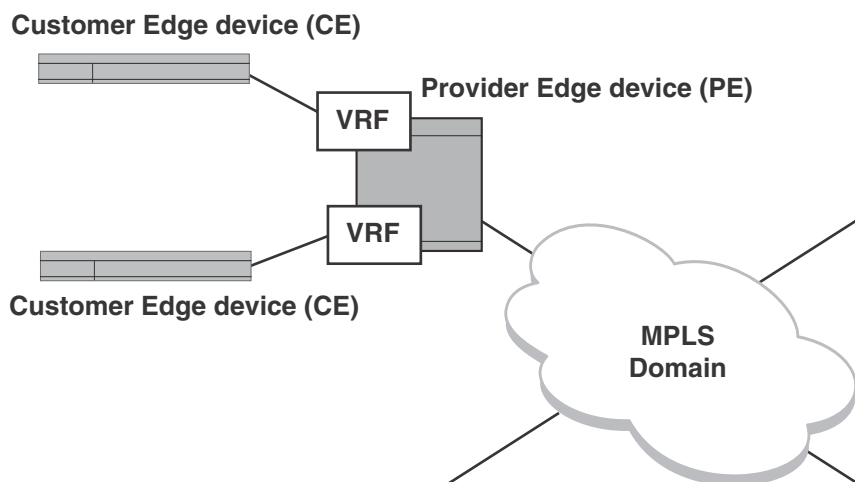 Customer Edge device (CE)
Provider Edge device (PE)
VRF
VRF
Customer Edge device (CE)
MPLS
Domain